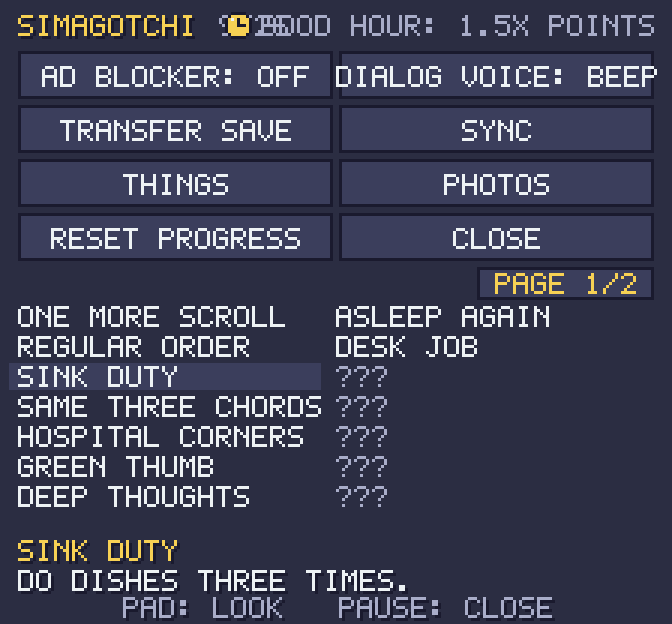 SIMAGOTCHI GOOD HOUR: 1.5X POINTS
AD BLOCKER: OFF
DIALOG VOICE: BEEP
TRANSFER SAVE
SYNC
THINGS
PHOTOS
RESET PROGRESS
CLOSE
PAGE 1/2
ONE MORE SCROLL
ASLEEP AGAIN
REGULAR ORDER
DESK JOB
SINK DUTY
???
SAME THREE CHORDS
???
HOSPITAL CORNERS
???
GREEN THUMB
???
DEEP THOUGHTS
???
SINK DUTY
DO DISHES THREE TIMES.
PAD: LOOK PAUSE: CLOSE